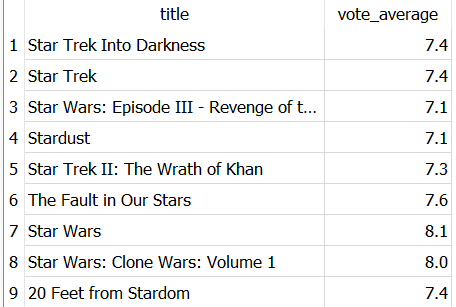 title vote_average
1 Star Trek Into Darkness 7.4
2 Star Trek 7.4
3 Star Wars: Episode III - Revenge of t... 7.1
4 Stardust 7.1
5 Star Trek II: The Wrath of Khan 7.3
6 The Fault in Our Stars 7.6
7 Star Wars 8.1
8 Star Wars: Clone Wars: Volume 1 8.0
9 20 Feet from Stardom 7.4